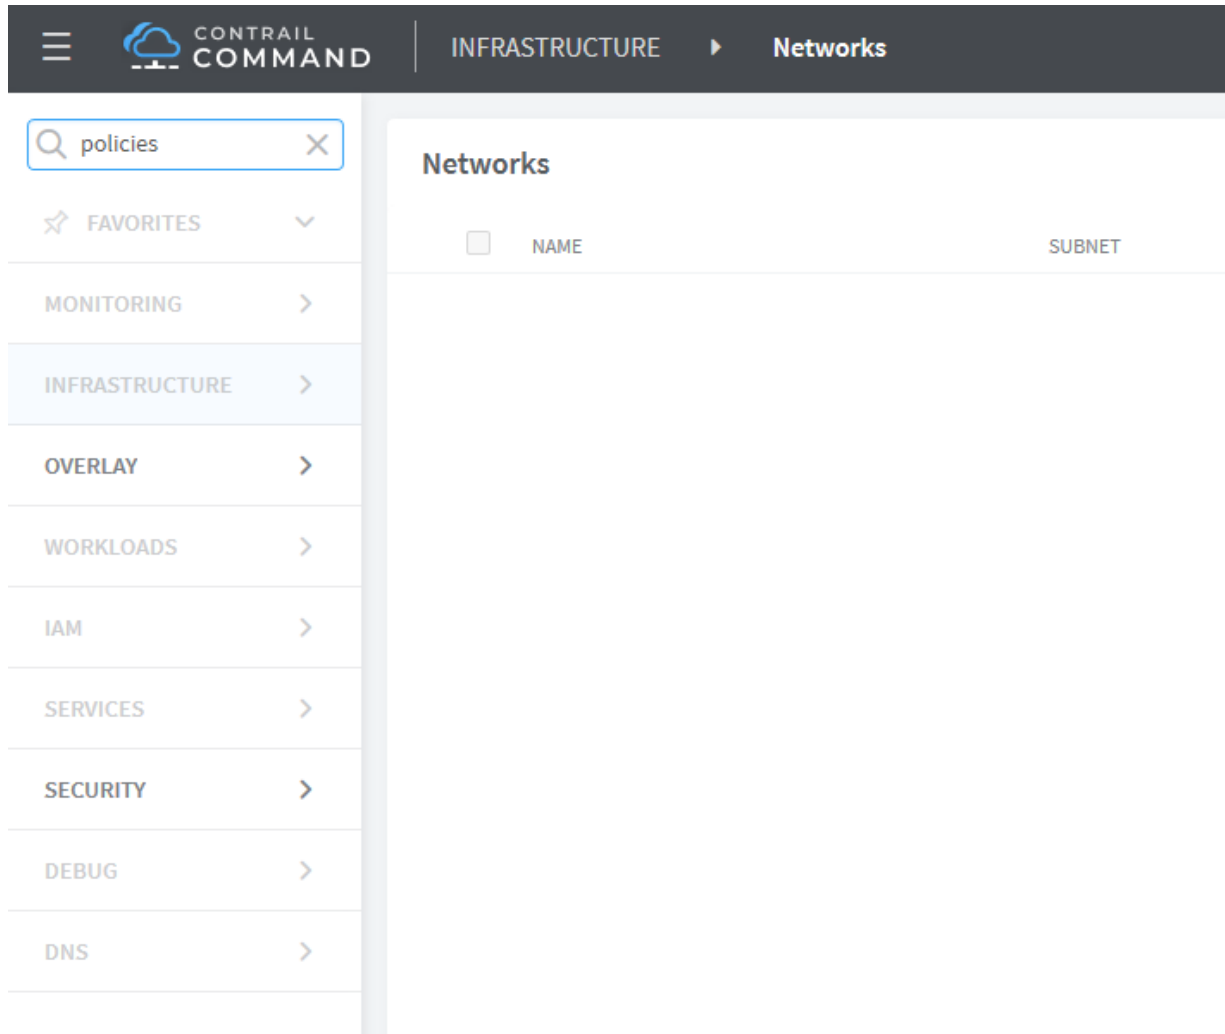 CONTRAIL
COMMAND
INFRASTRUCTURE
Networks
policies
FAVORITES
MONITORING
INFRASTRUCTURE
OVERLAY
WORKLOADS
IAM
SERVICES
SECURITY
DEBUG
DNS
Networks
NAME SUBNET